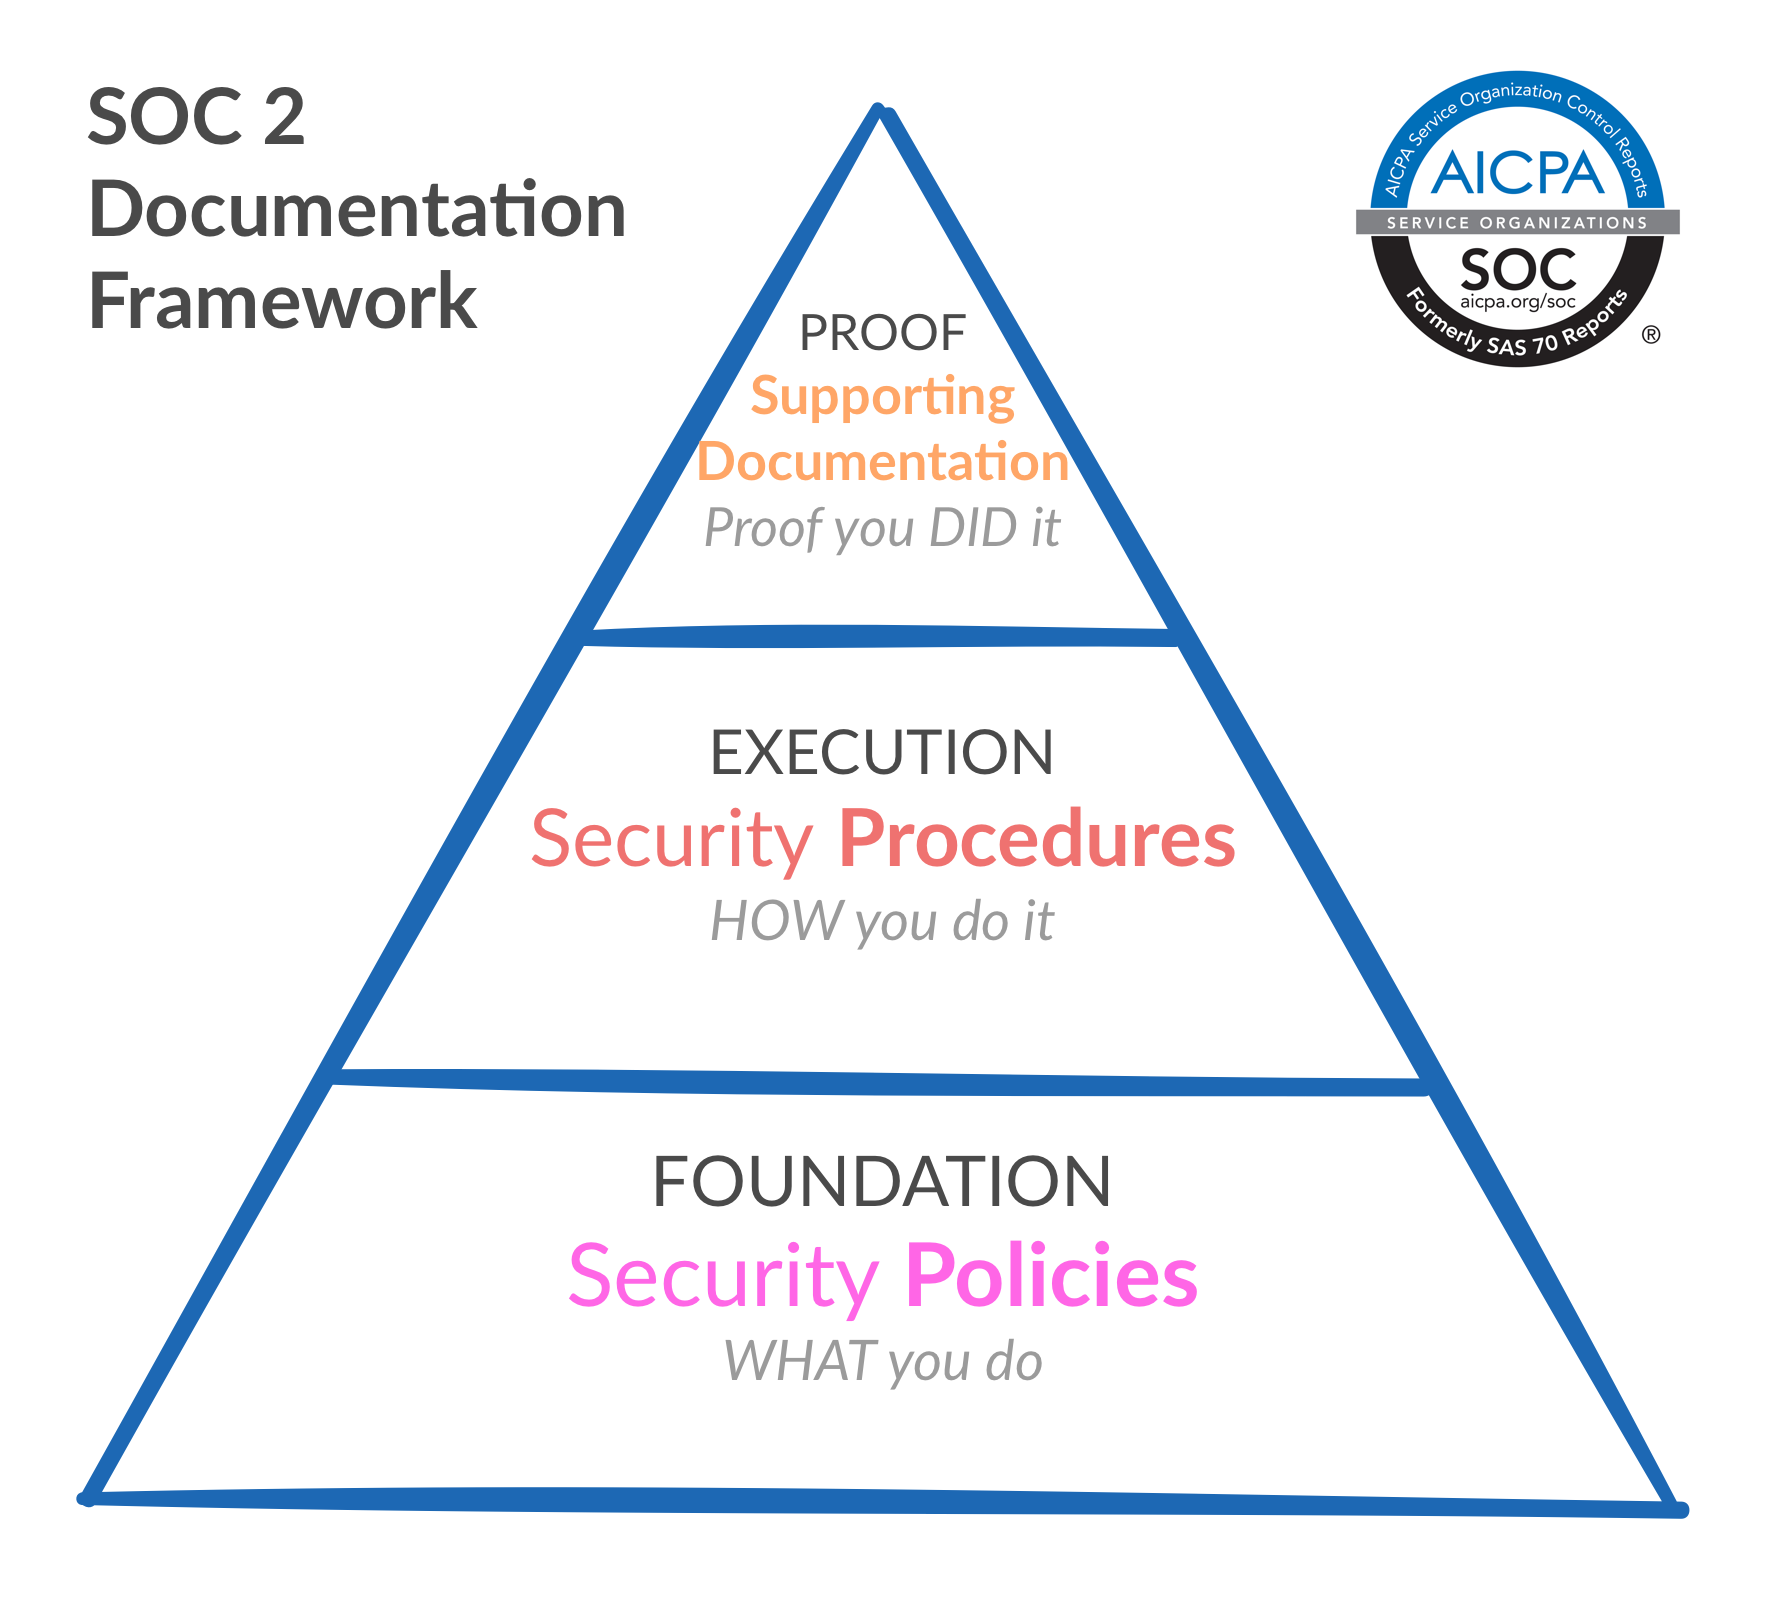 SOC 2
Documentation
Framework
AICPA Service Organization Control Reports
AICPA
SERVICE ORGANIZATIONS
SOC
aicpa.org/soc
Formerly SAS 70 Reports
®
PROOF
Supporting
Documentation
Proof you DID it
EXECUTION
Security Procedures
HOW you do it
FOUNDATION
Security Policies
WHAT you do